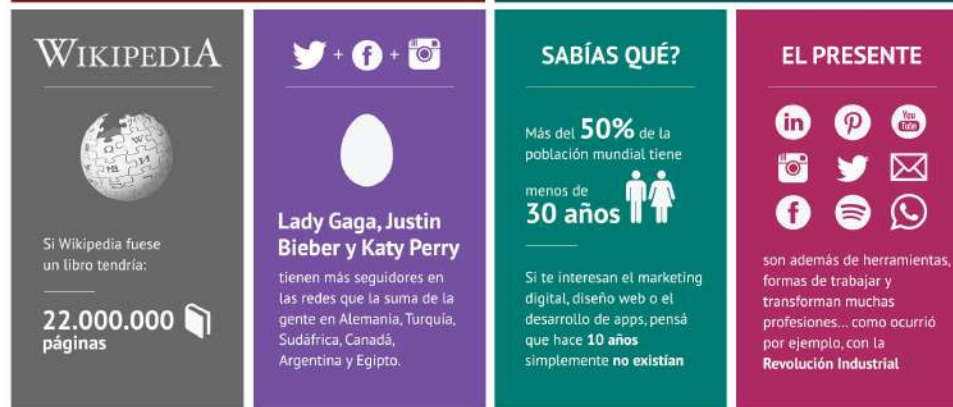 WIKIPEDIA
Si Wikipedia fuese
un libro tendría:
22.000.000
páginas
+ +
Lady Gaga, Justin
Bieber y Katy Perry
tienen más seguidores en
las redes que la suma de la
gente en Alemania, Turquía,
Sudáfrica, Canadá,
Argentina y Egipto.
SABÍAS QUÉ?
Más del 50% de la
población mundial tiene
menos de
30 años
Si te interesan el marketing
digital, diseño web o el
desarrollo de apps, pensá
que hace 10 años
simplemente no existían
EL PRESENTE
in
You
Tube
son además de herramientas,
formas de trabajar y
transforman muchas
profesiones... como ocurrió
por ejemplo, con la
Revolución Industrial